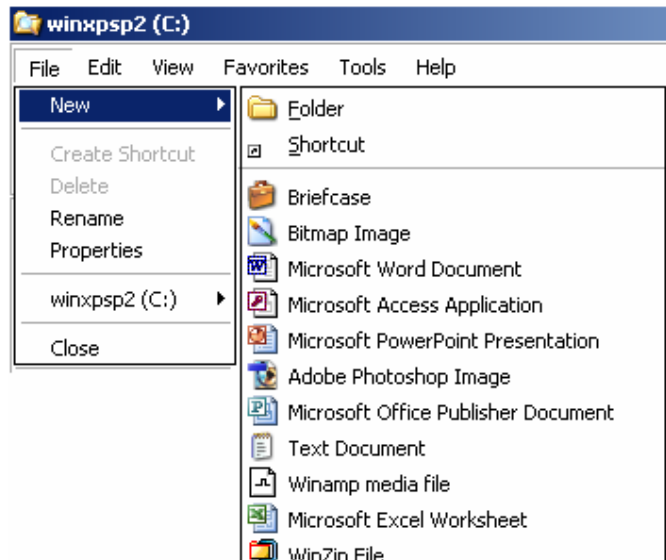 winxpsp2 (C:)
File Edit View Favorites Tools Help
New
Create Shortcut
Delete
Rename
Properties
winxpsp2 (C:)
Close
Folder
Shortcut
Briefcase
Bitmap Image
Microsoft Word Document
Microsoft Access Application
Microsoft PowerPoint Presentation
Adobe Photoshop Image
Microsoft Office Publisher Document
Text Document
Winamp media file
Microsoft Excel Worksheet
WinZip File